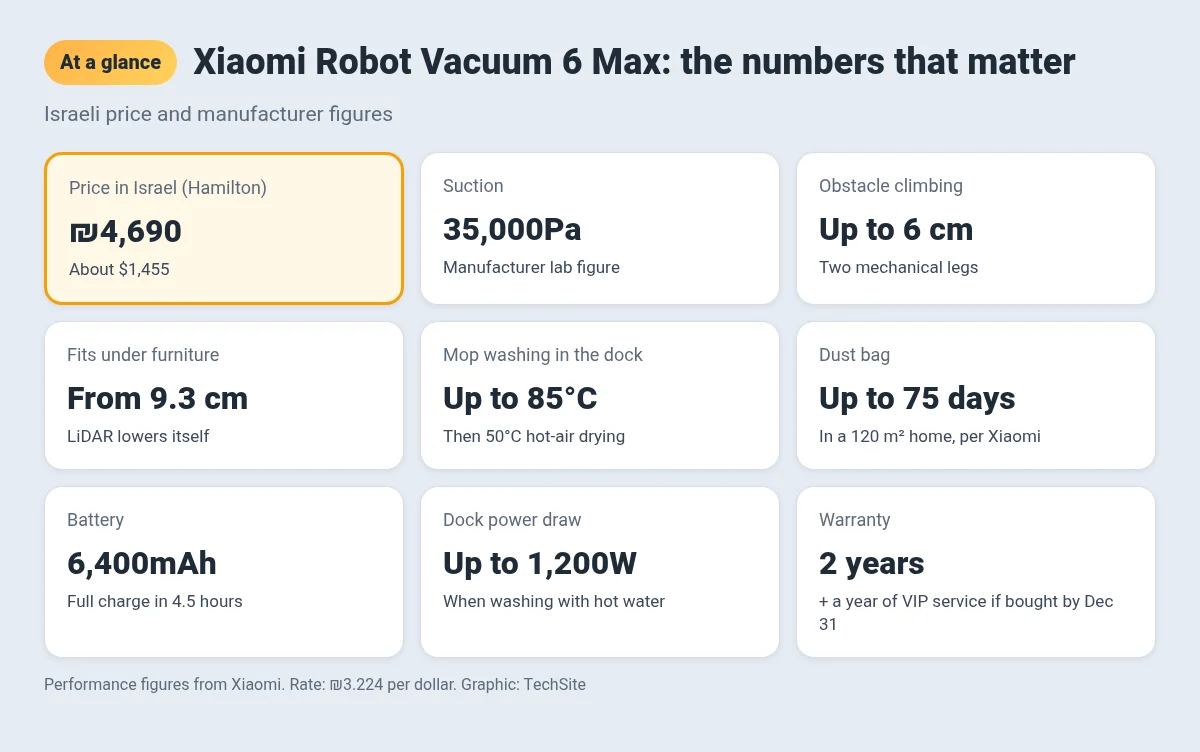 At a glance
Xiaomi Robot Vacuum 6 Max: the numbers that matter
Israeli price and manufacturer figures
Price in Israel (Hamilton)
₪4,690
About $1,455
Suction
35,000Pa
Manufacturer lab figure
Obstacle climbing
Up to 6 cm
Two mechanical legs
Fits under furniture
From 9.3 cm
LiDAR lowers itself
Mop washing in the dock
Up to 85°C
Then 50°C hot-air drying
Dust bag
Up to 75 days
In a 120 m² home, per Xiaomi
Battery
6,400mAh
Full charge in 4.5 hours
Dock power draw
Up to 1,200W
When washing with hot water
Warranty
2 years
+ a year of VIP service if bought by Dec
31
Performance figures from Xiaomi. Rate: ₪3.224 per dollar. Graphic: TechSite